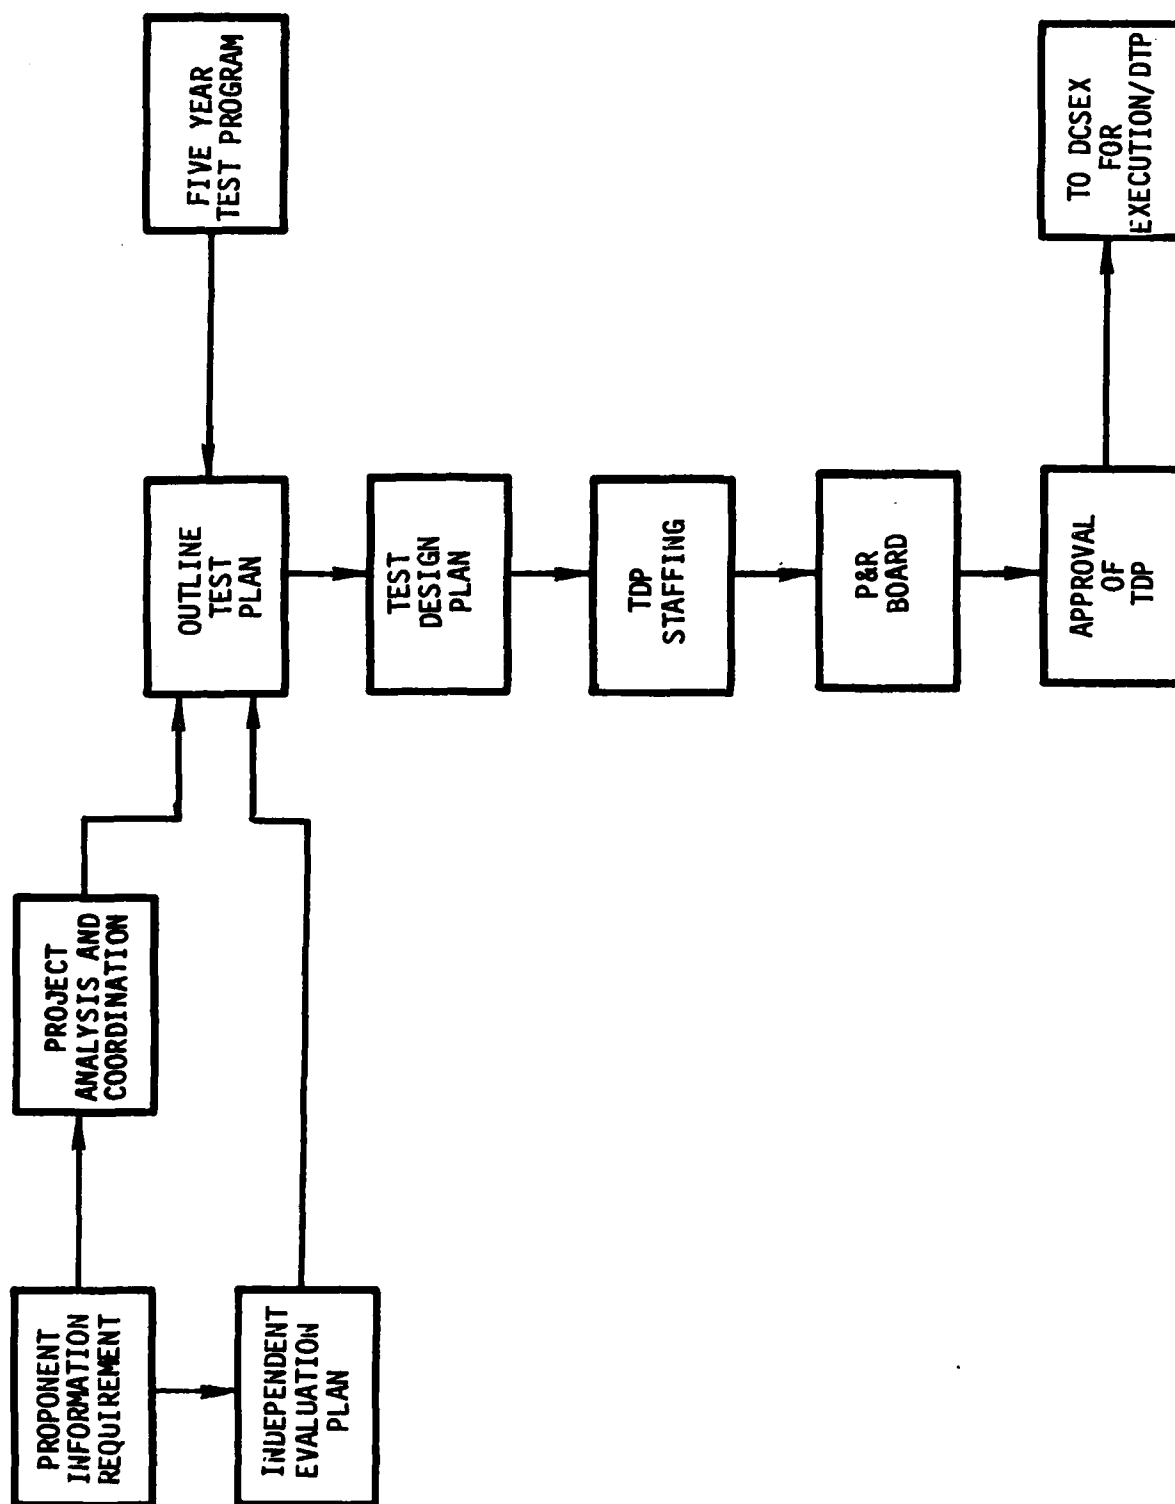 PROPONENT
INFORMATION
REQUIREMENT
PROJECT
ANALYSIS AND
COORDINATION
INDEPENDENT
EVALUATION
PLAN
OUTLINE
TEST
PLAN
FIVE YEAR
TEST PROGRAM
TEST
DESIGN
PLAN
TDP
STAFFING
P&R
BOARD
APPROVAL
OF
TDP
TO DCSEX
FOR
EXECUTION/DTP